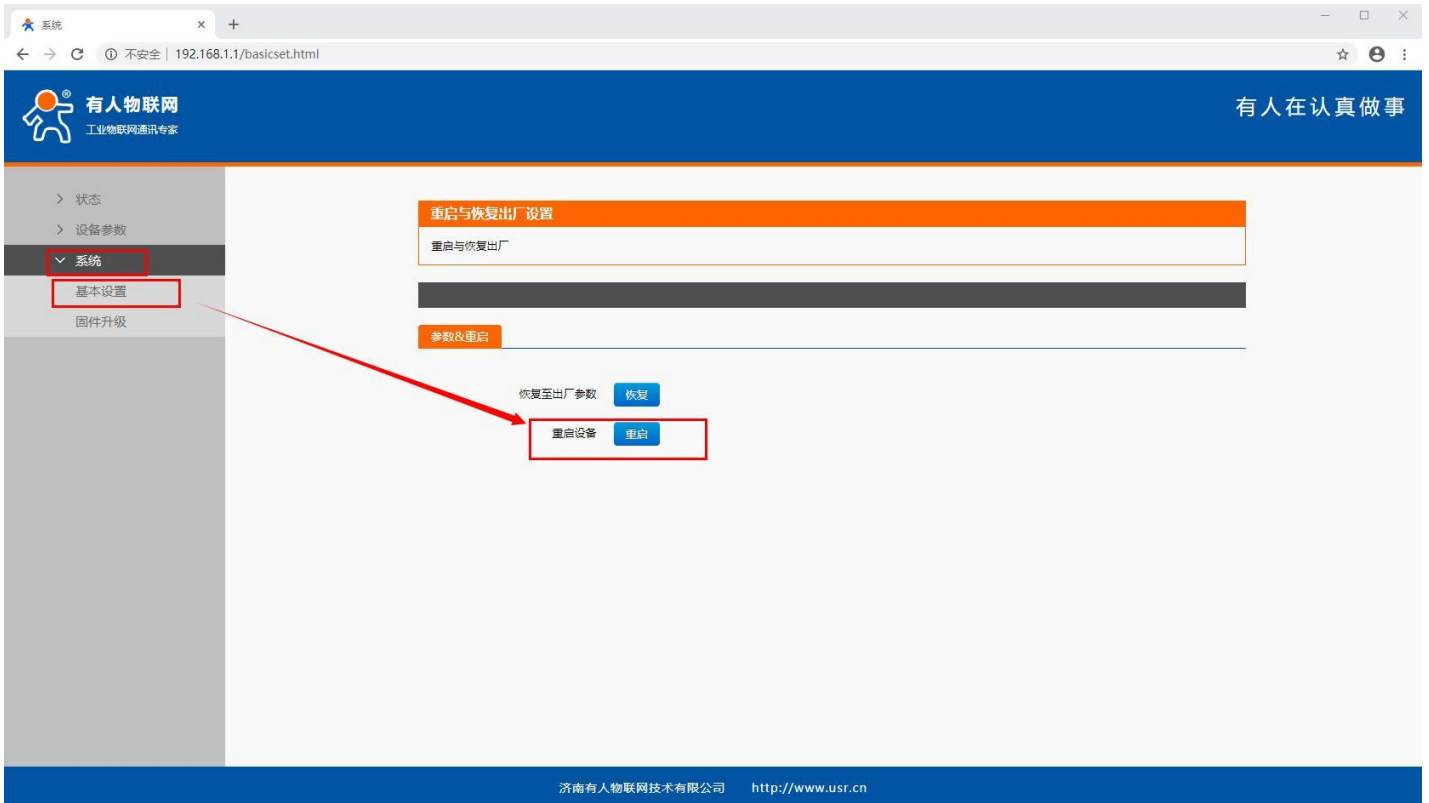 系统
不安全 | 192.168.1.1/basicset.html
有人物联网
®
工业物联网通讯专家
有人在认真做事
状态
设备参数
系统
基本设置
固件升级
重启与恢复出厂设置
重启与恢复出厂
参数&重启
恢复至出厂参数 恢复
重启设备 重启
济南有人物联网技术有限公司 http://www.usr.cn